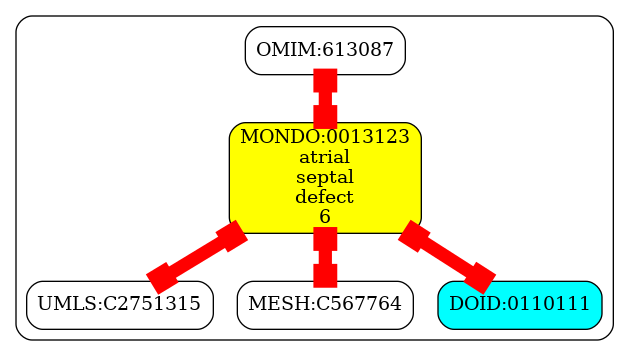 OMIM:613087
MONDO:0013123
atrial
septal
defect
6
UMLS:C2751315
MESH:C567764
DOID:0110111